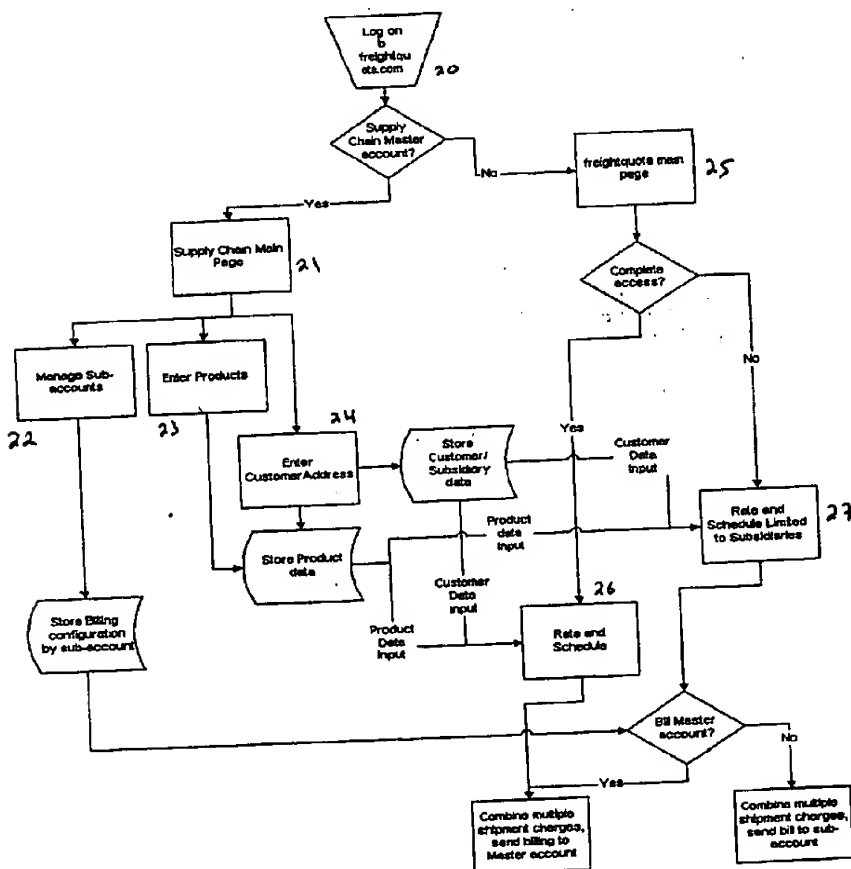 Log on
to
freightqu
ote.com
20
Supply
Chain Master
account?
No
freightquote main
page
25
Yes
Supply Chain Main
Page
21
Complete
access?
Manage Sub-
accounts
22
Enter Products
23
24
Enter
Customer Address
Store
Customer/
Subsidiary
data
Yes
Customer
Data Input
No
Rate and
Schedule Limited
to Subsidiaries
27
Store Product
data
Product
data
Input
Customer
Data
Input
Product
Data
Input
26
Rate and
Schedule
Store Billing
configuration
by sub-account
Bill Master
account?
Yes
No
Combine multiple
shipment charges,
send billing to
Master account
Combine multiple
shipment charges,
send bill to sub-
account